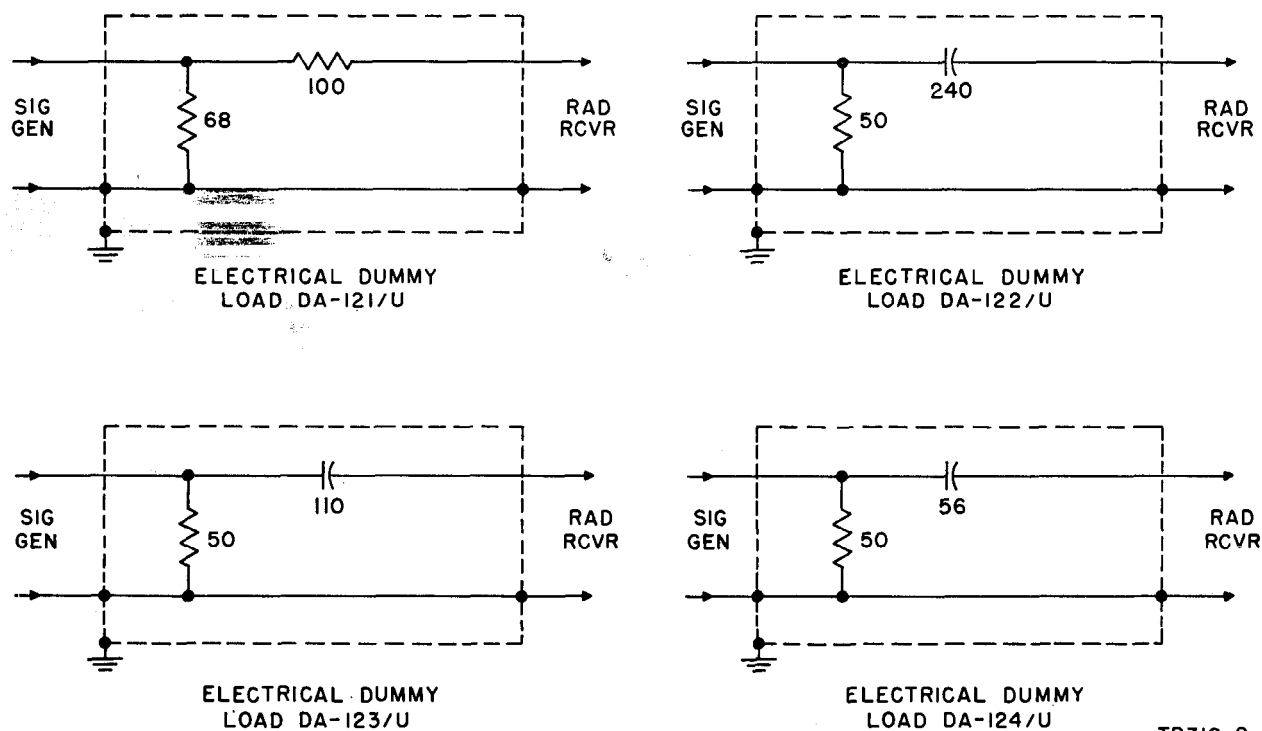 SIG
GEN
68
100
RAD
RCVR
ELECTRICAL DUMMY
LOAD DA-121/U
SIG
GEN
50
240
RAD
RCVR
ELECTRICAL DUMMY
LOAD DA-122/U
SIG
GEN
50
110
RAD
RCVR
ELECTRICAL DUMMY
LOAD DA-123/U
SIG
GEN
50
56
RAD
RCVR
ELECTRICAL DUMMY
LOAD DA-124/U